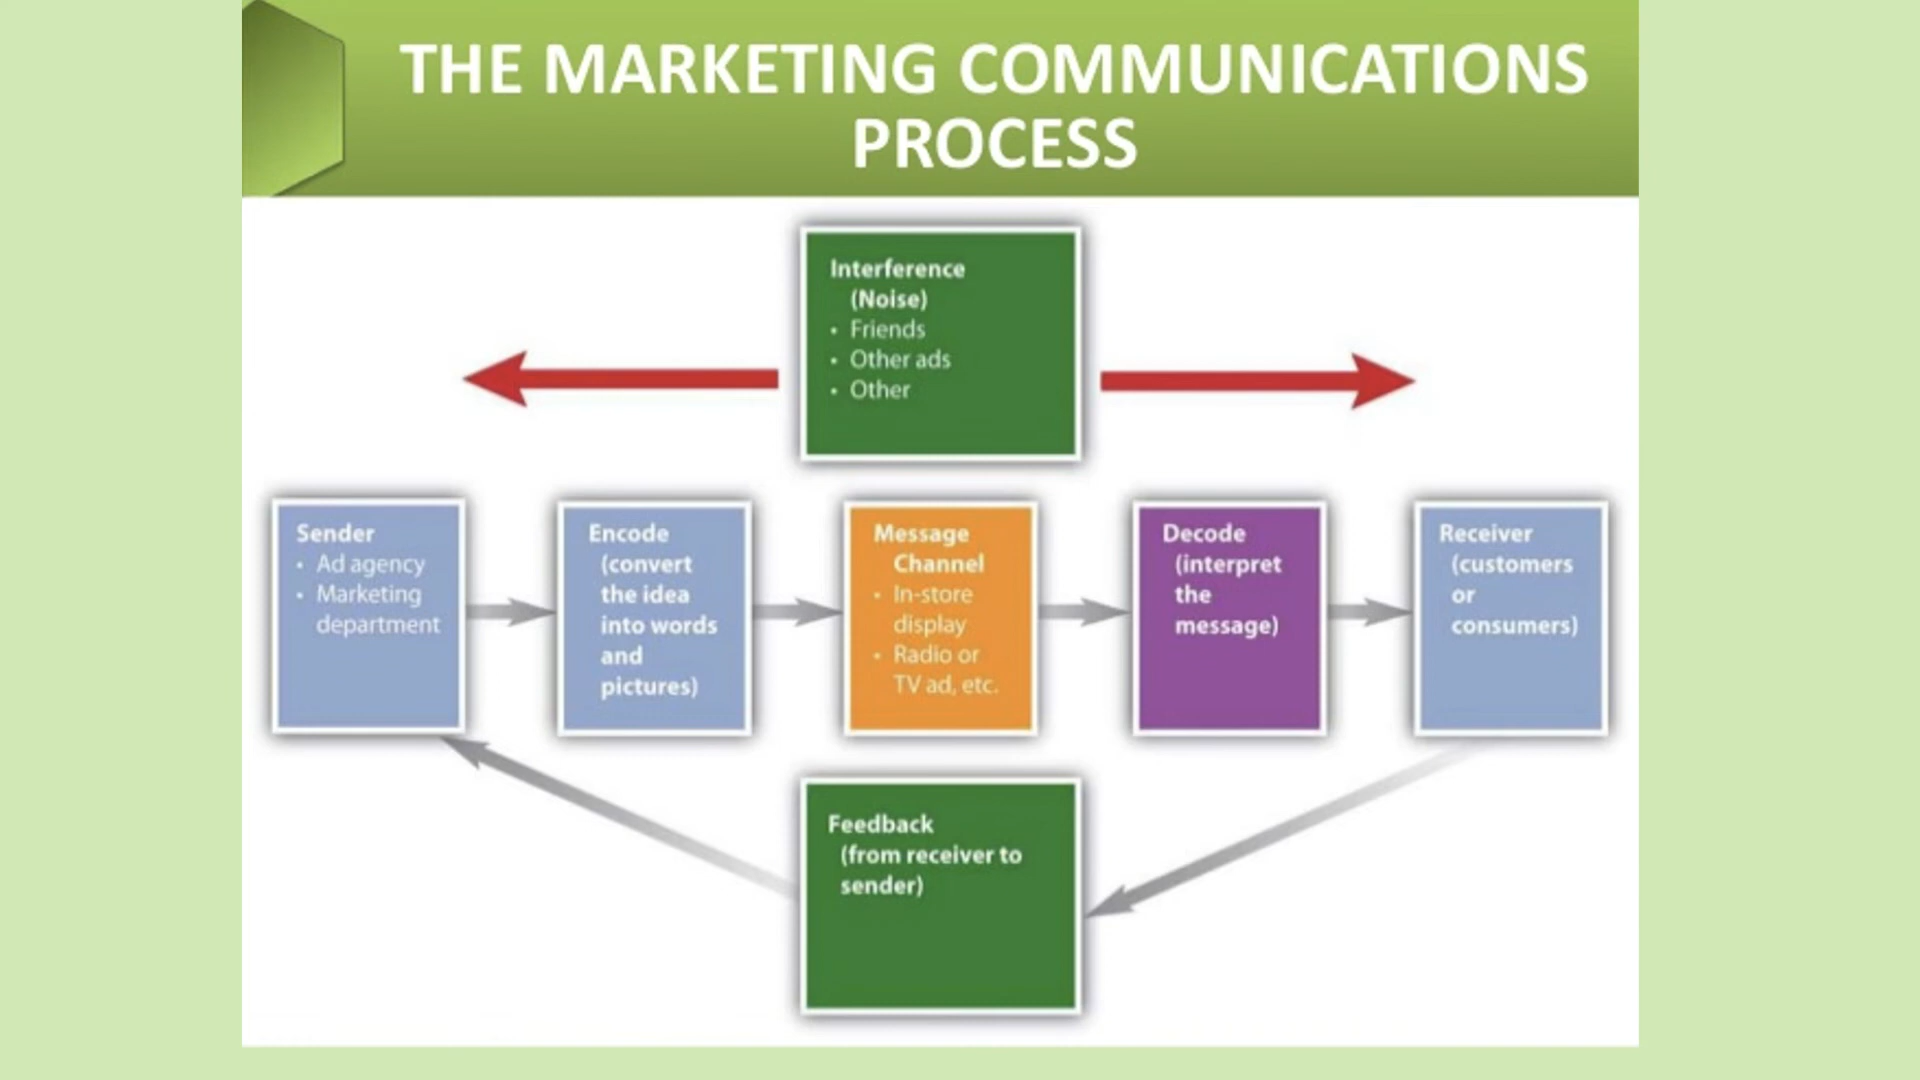 THE MARKETING COMMUNICATIONS
PROCESS
Interference
(Noise)
• Friends
• Other ads
• Other
Sender
• Ad agency
• Marketing
department
Encode
(convert
the idea
into words
and
pictures)
Message
Channel
• In-store
display
• Radio or
TV ad, etc.
Decode
(interpret
the
message)
Receiver
(customers
or
consumers)
Feedback
(from receiver to
sender)